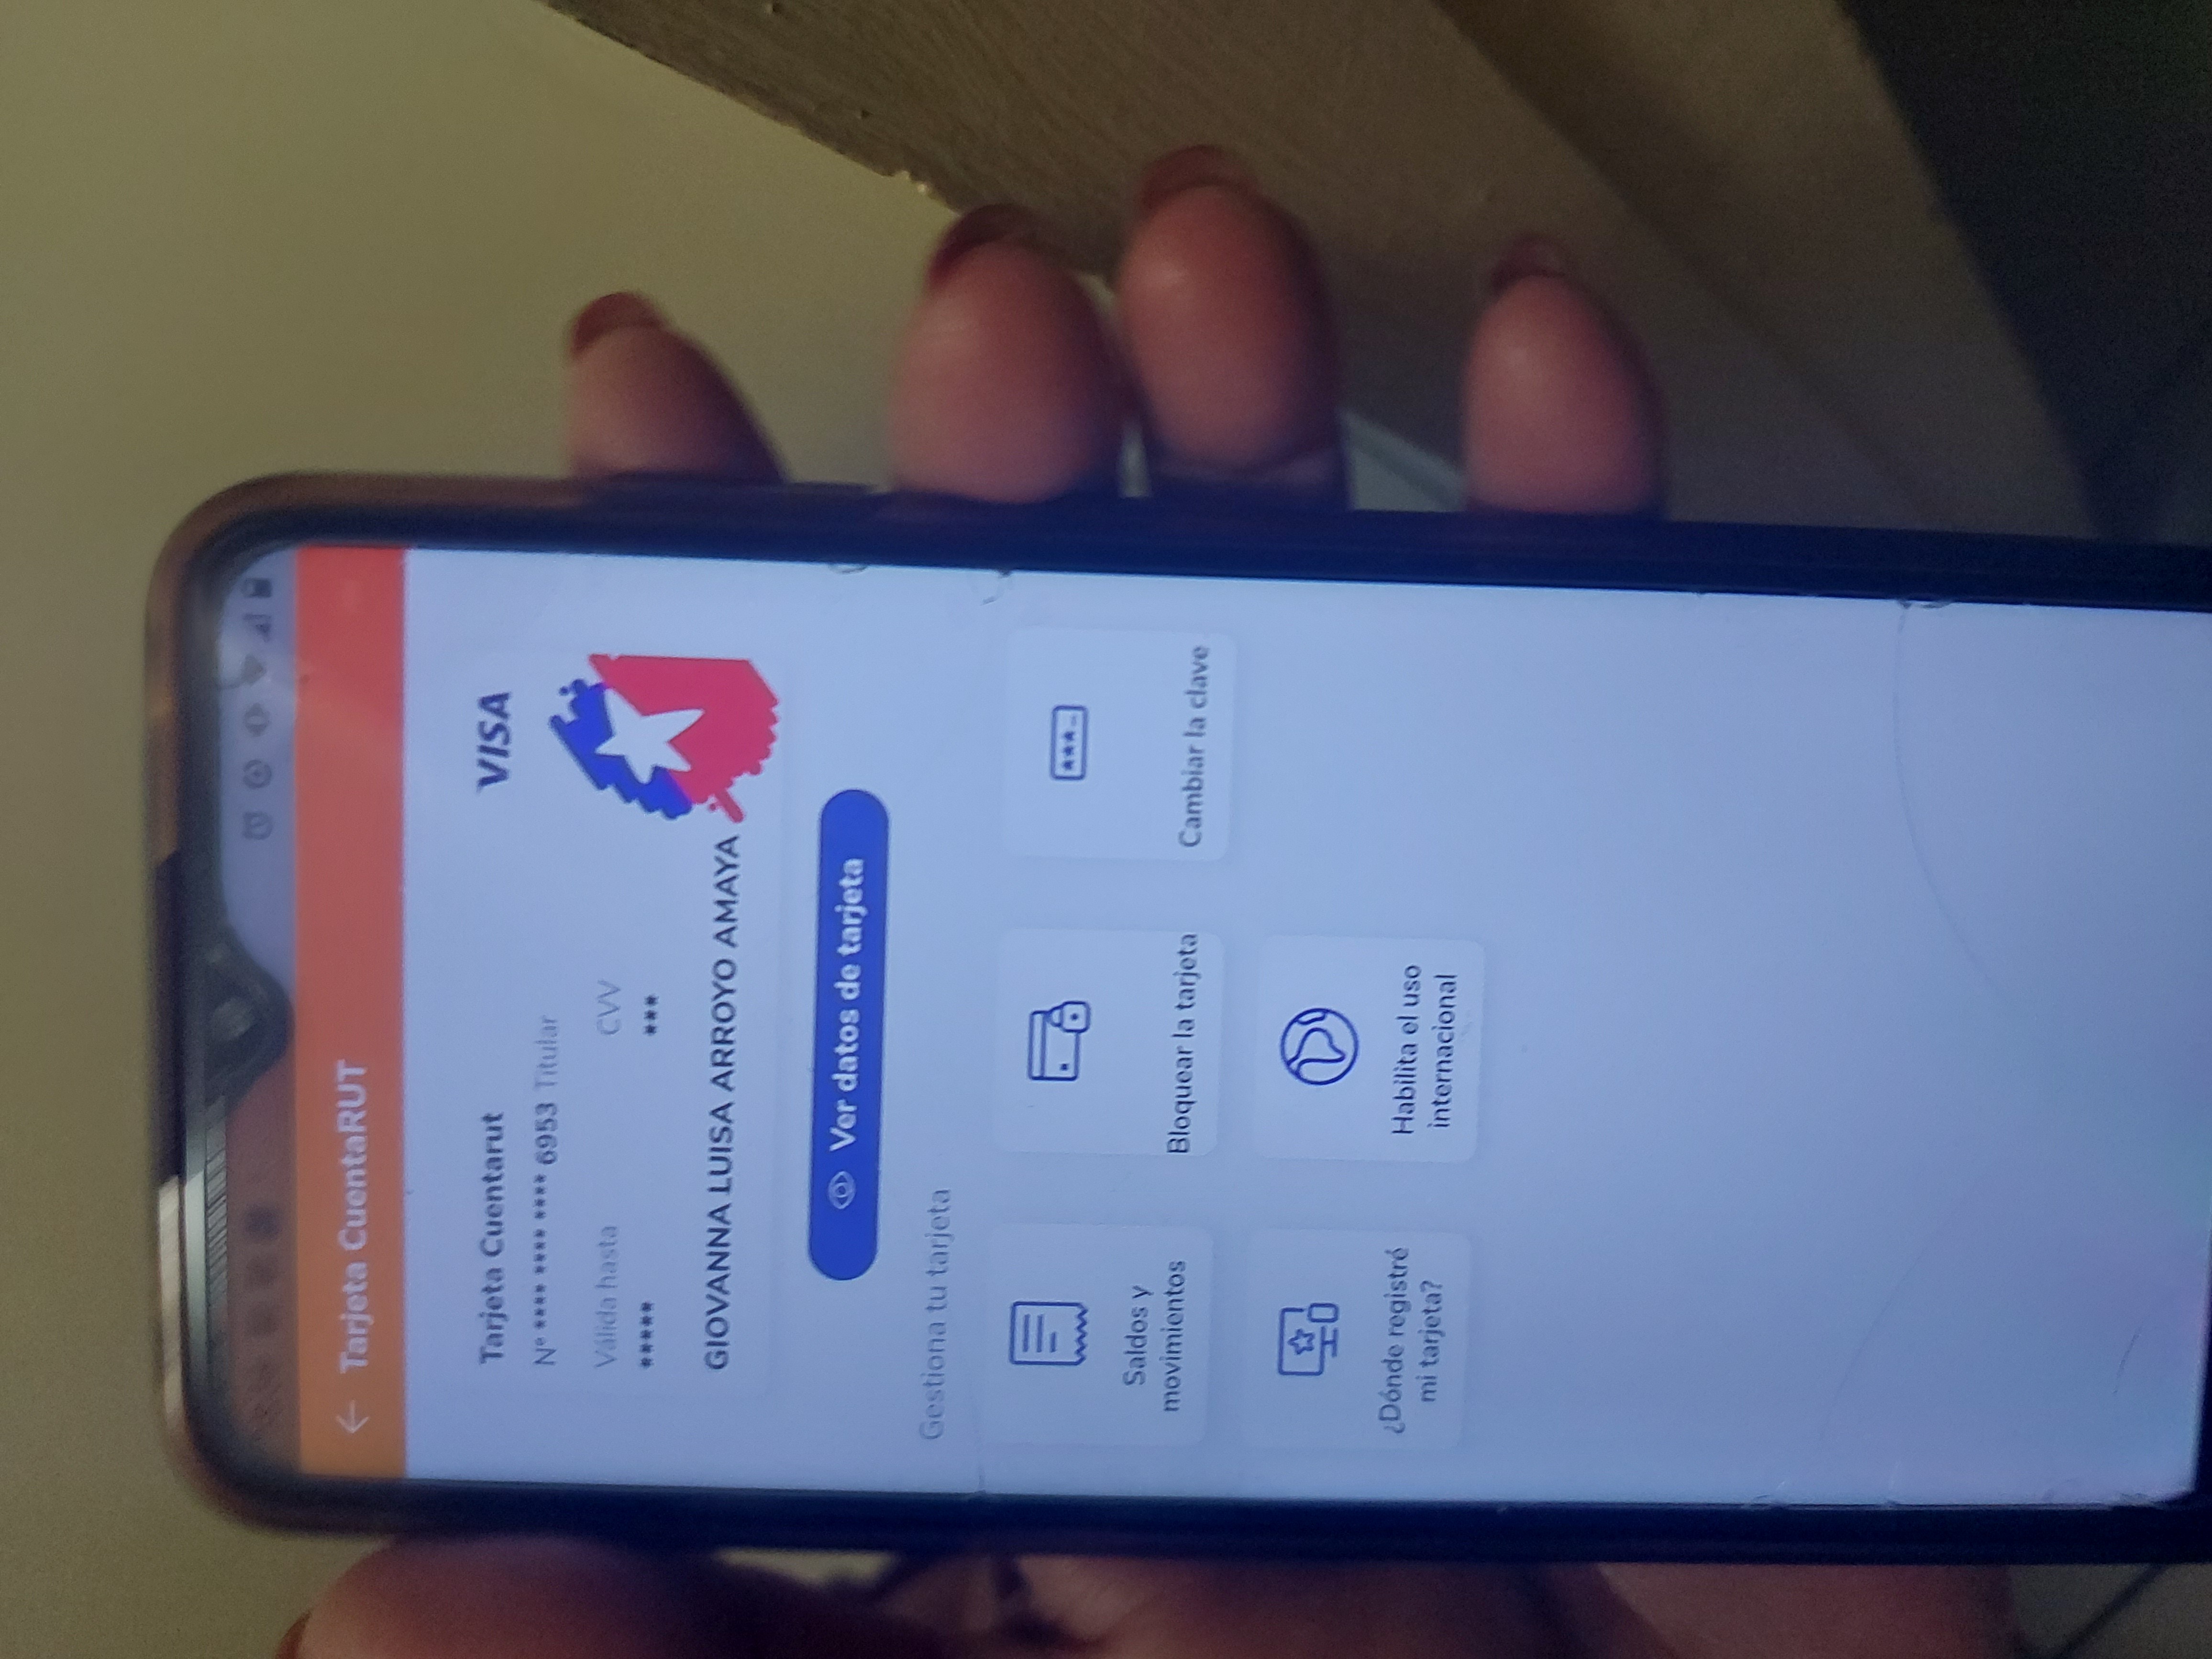 Tarjeta CuentaRUT
Tarjeta Cuentarut
VISA
N° **** **** **** 6953 Titular
Válida hasta
CVV
*****
***
GIOVANNA LUISA ARROYO AMAYA
Ver datos de tarjeta
Gestiona tu tarjeta
Saldos y
movimientos
Bloquear la tarjeta
***_
Cambiar la clave
¿Dónde registré
mi tarjeta?
Habilita el uso
internacional